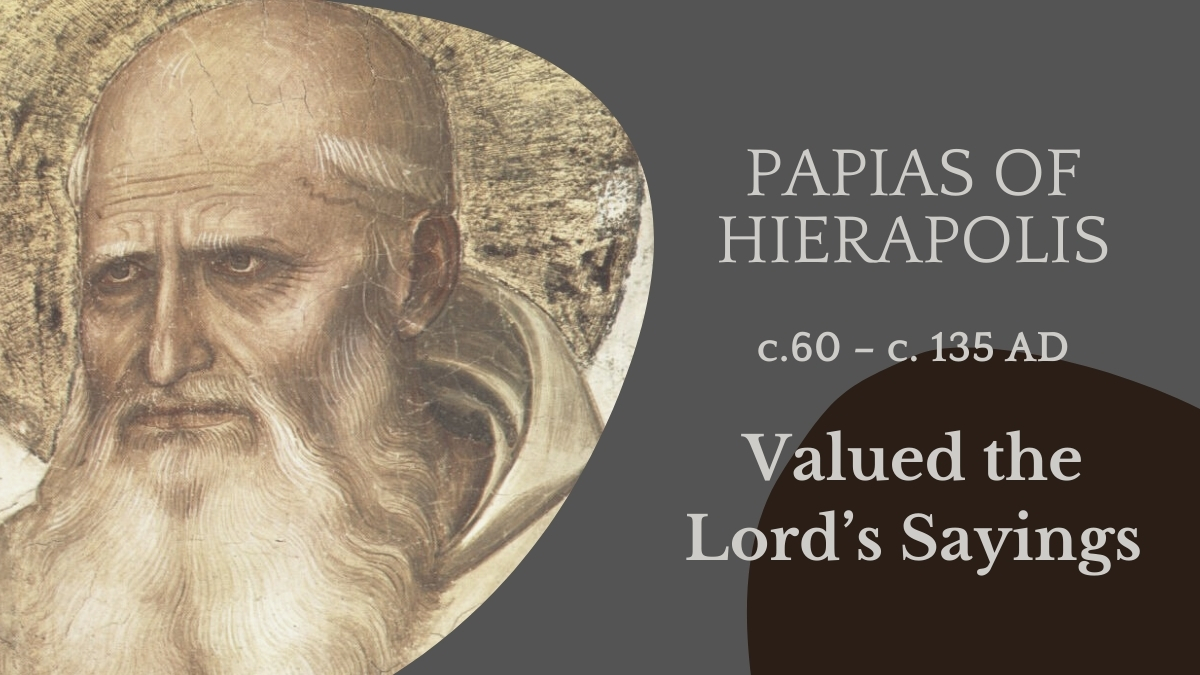 PAPIAS OF
HIERAPOLIS
c.60 – c. 135 AD
Valued the
Lord’s Sayings